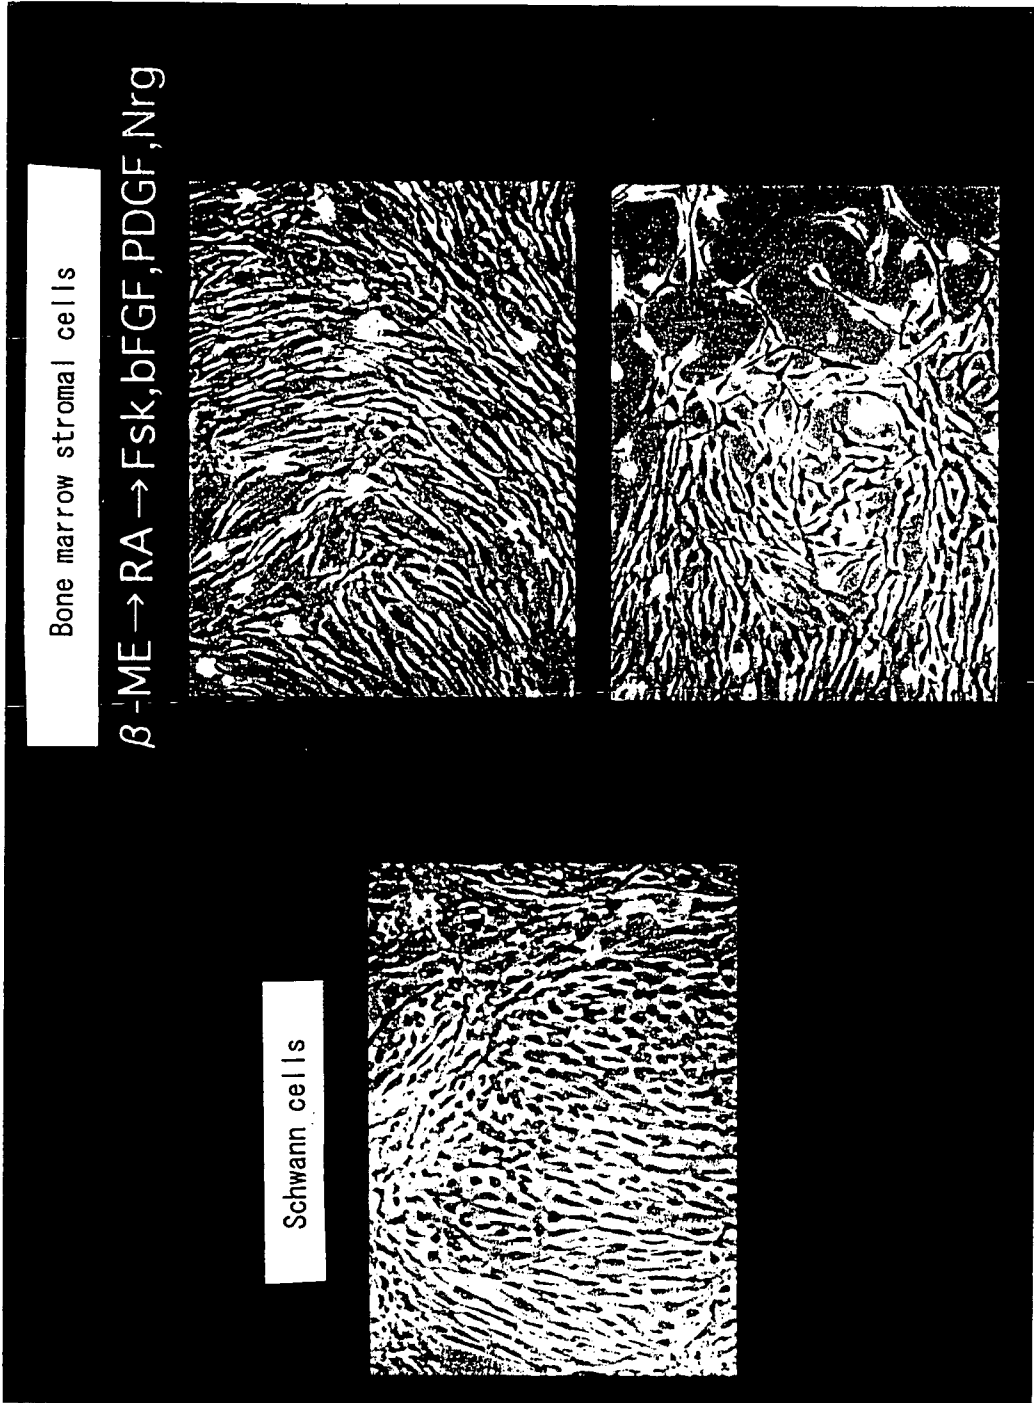 Bone marrow stromal cells
β-ME→RA→Fsk,bFGF,PDGF,Nrg
Schwann cells